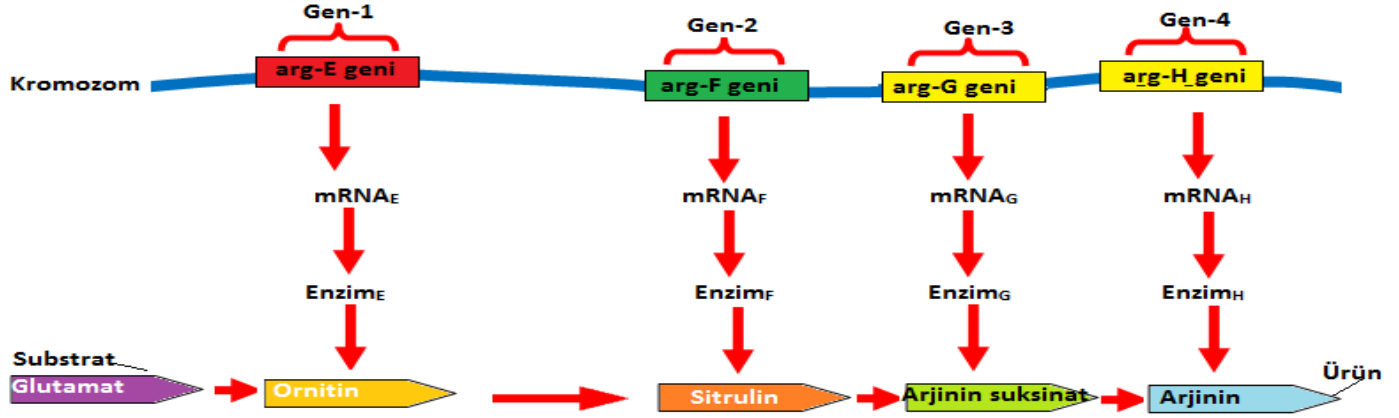 Gen-1 Gen-2 Gen-3 Gen-4
Kromozom arg-E geni arg-F geni arg-G geni arg-H geni
mRNAE mRNAF mRNAG mRNAH
EnzimE EnzimF EnzimG EnzimH
Substrat Ürün
Glutamat Ornitin Sitrulin Arjinin suksinat Arjinin